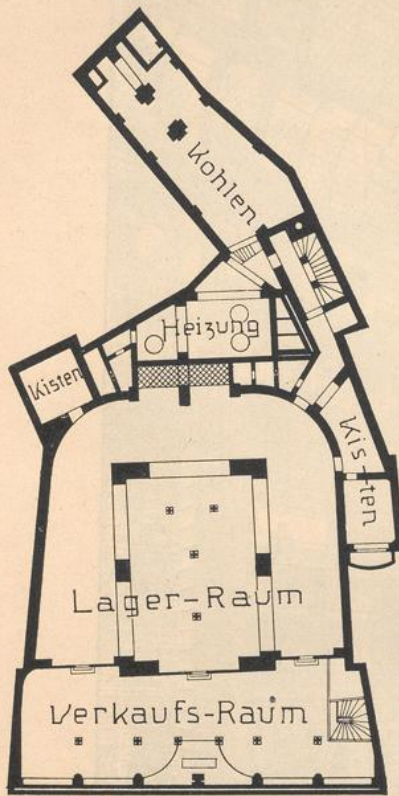 Kohlen
Heizung
Kisten
Kis-ten
Lager-Raum
Verkaufs-Raum